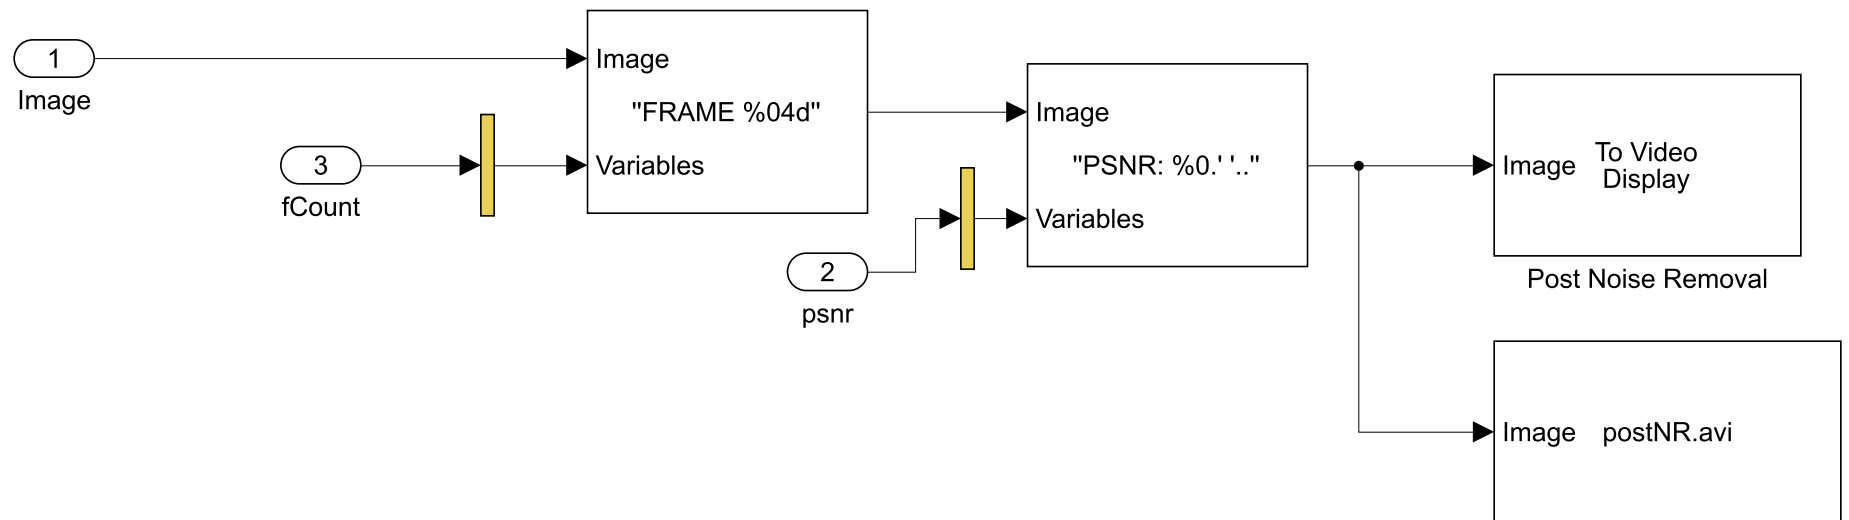 1
Image
3
fCount
Image
"FRAME %04d"
Variables
2
psnr
Image
"PSNR: %0.' '.."
Variables
Image
To Video
Display
Post Noise Removal
Image
postNR.avi